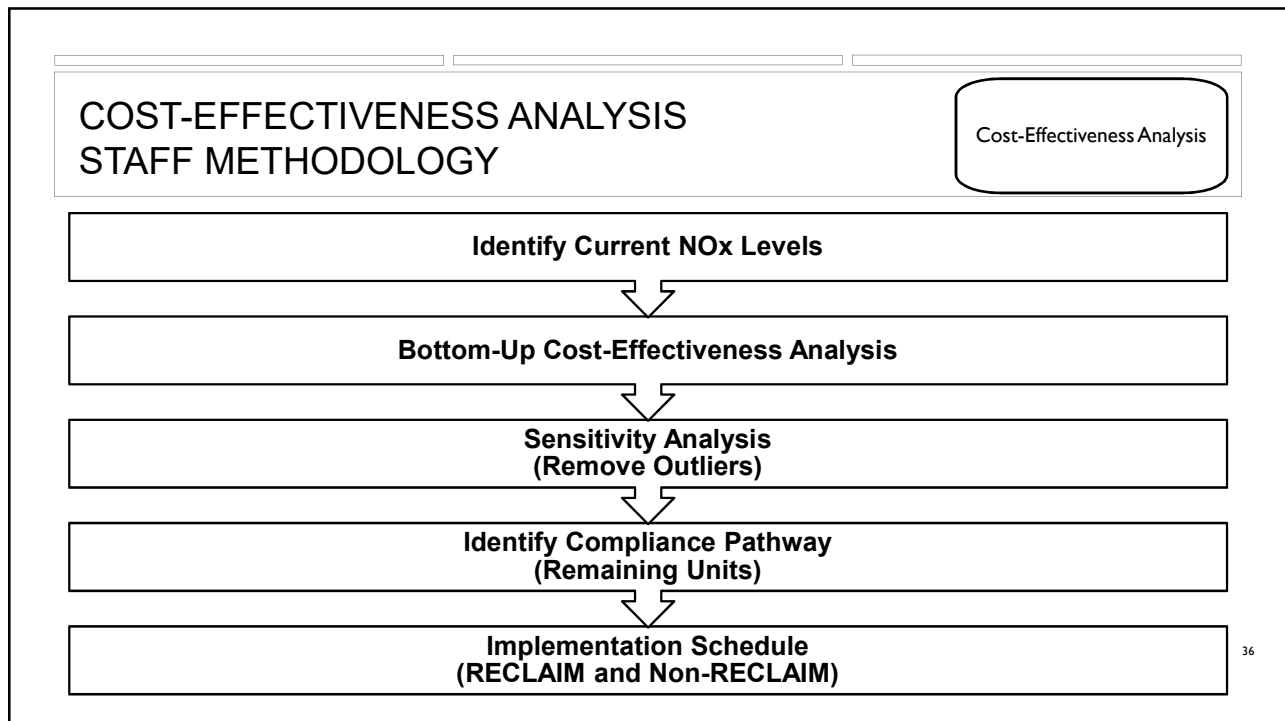 COST-EFFECTIVENESS ANALYSIS
STAFF METHODOLOGY
Cost-Effectiveness Analysis
Identify Current NOx Levels
Bottom-Up Cost-Effectiveness Analysis
Sensitivity Analysis
(Remove Outliers)
Identify Compliance Pathway
(Remaining Units)
Implementation Schedule
(RECLAIM and Non-RECLAIM)
36